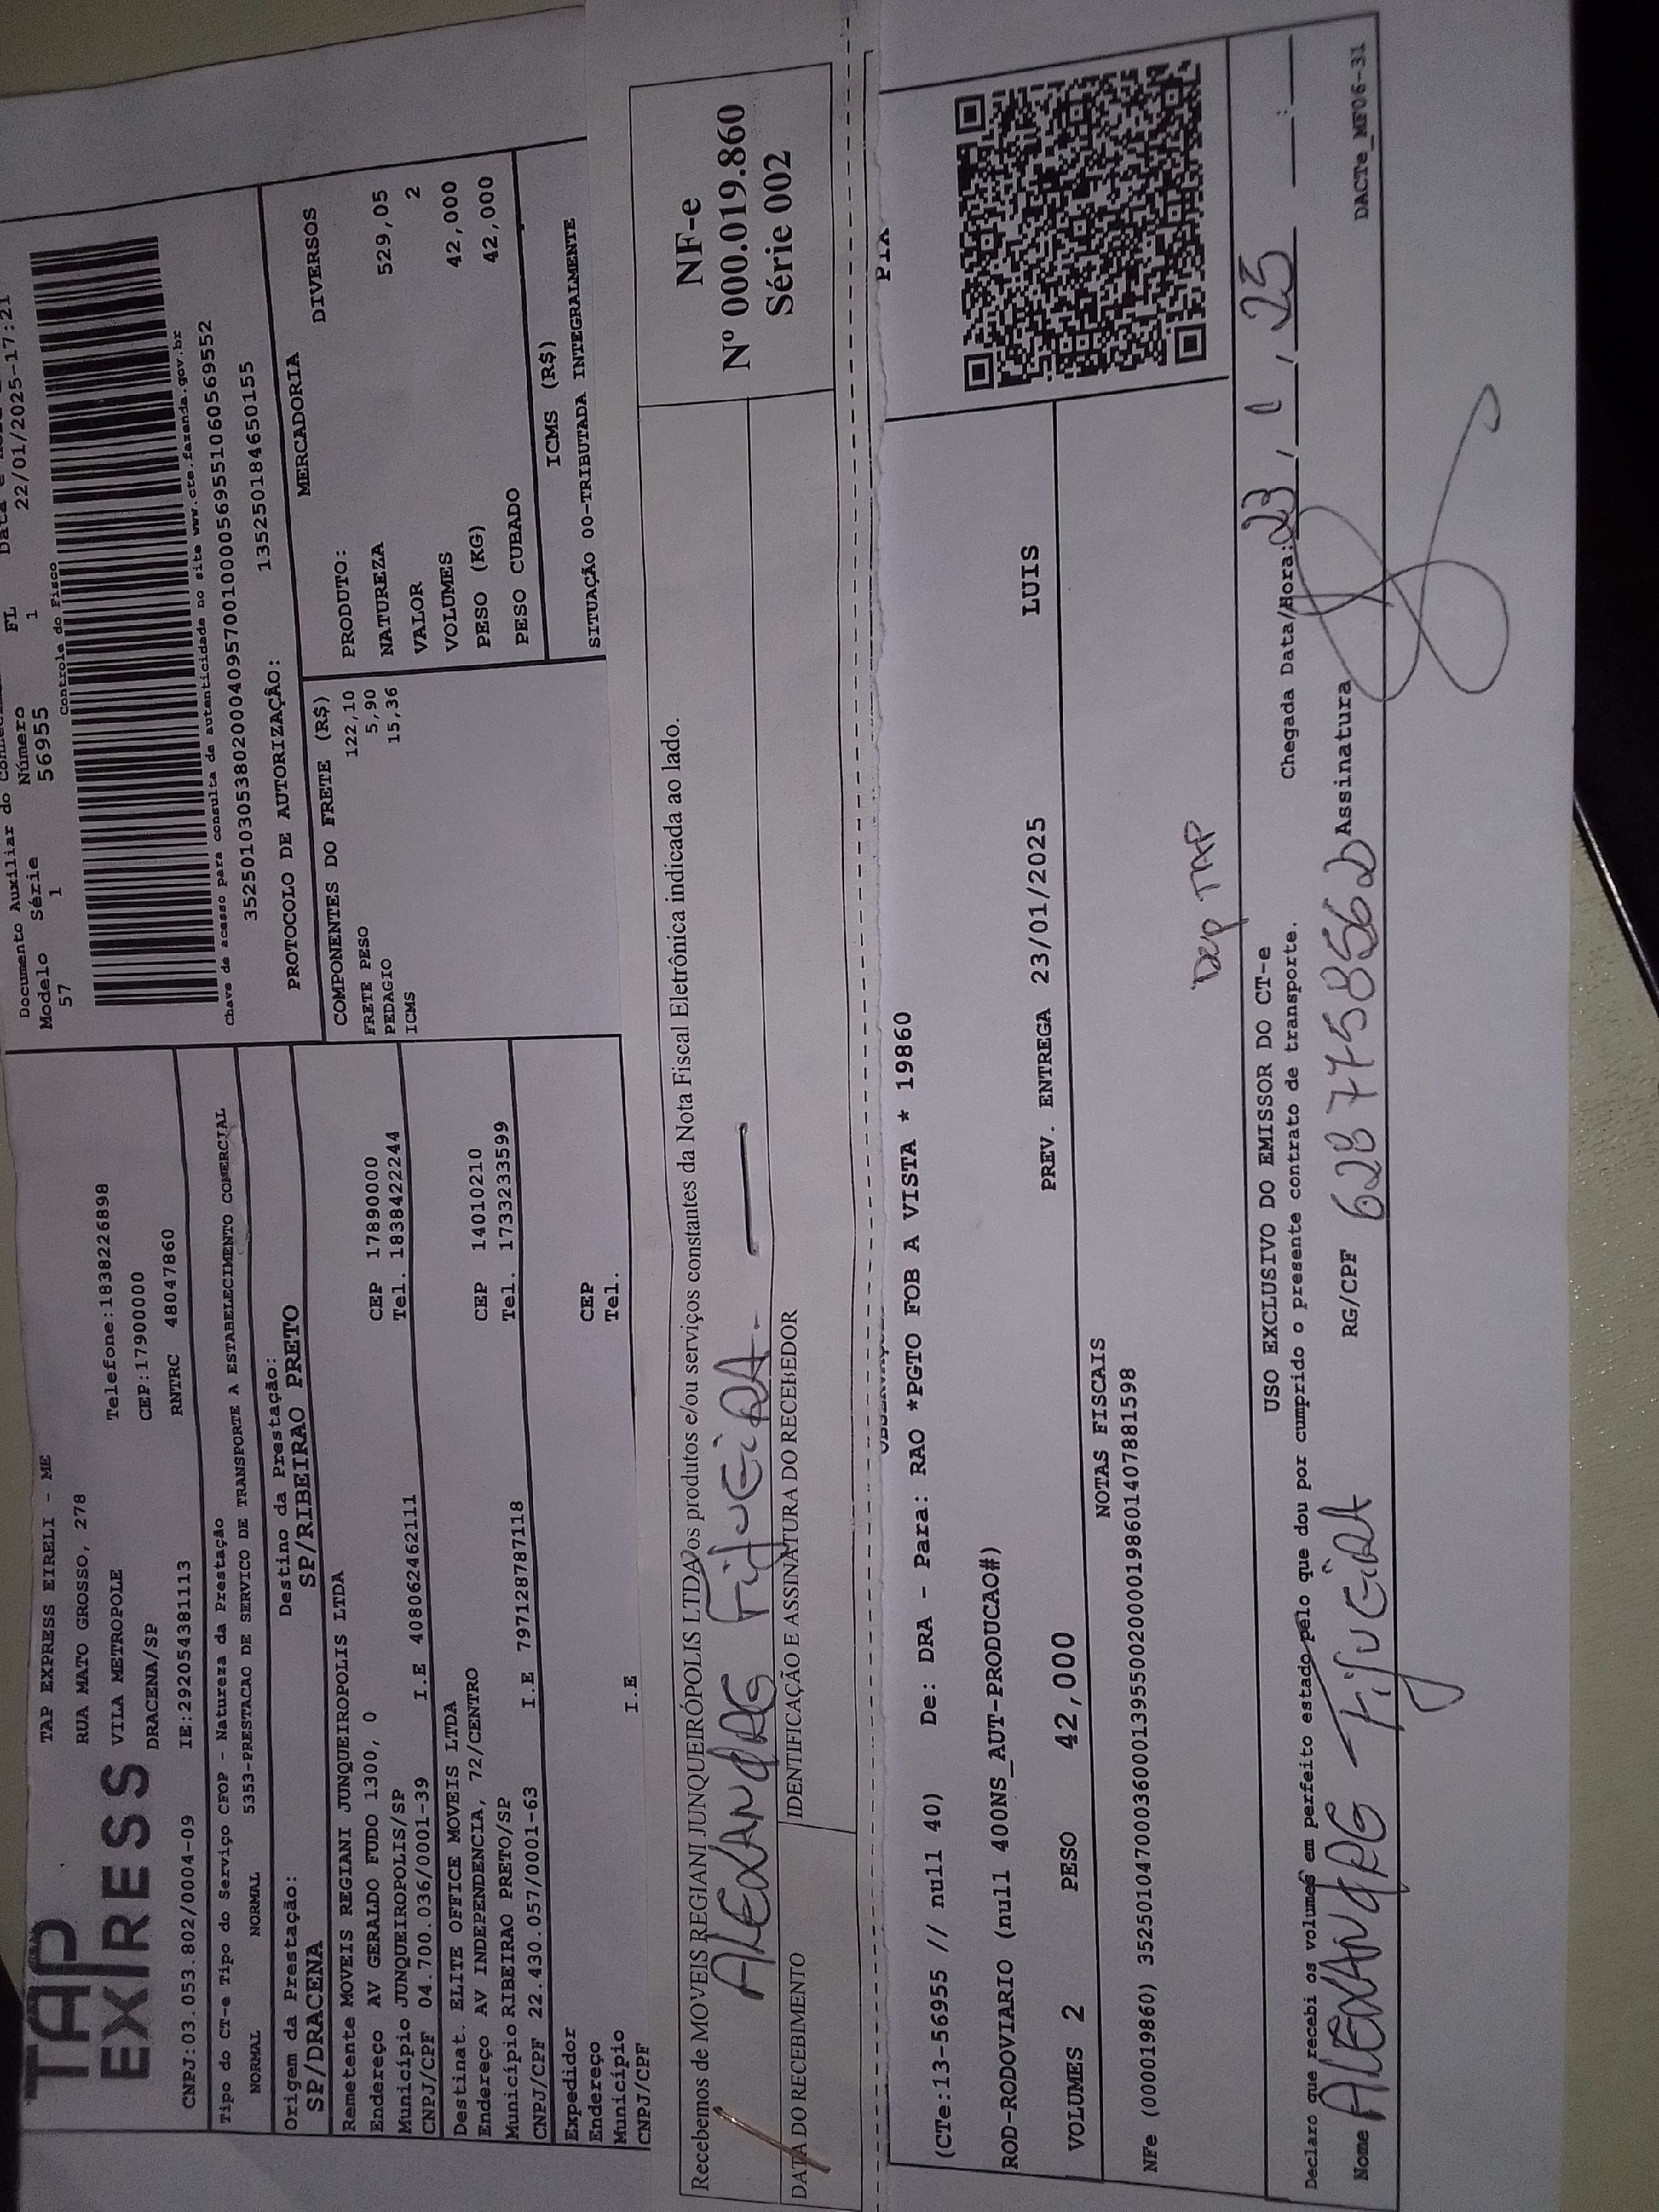 TAP EXPRESS
TAP EXPRESS EIRELI - ME
RUA MATO GROSSO, 278
VILA METROPOLE Telefone:1838226898
DRACENA/SP CEP:17900000
CNPJ:03.053.802/0004-09 IE:292054381113 RNTRC 48047860
Documento Auxiliar do
Modelo Série Número FL
57 1 56955 1 22/01/2025-17:21
Controle do Fisco
Chave de acesso para consulta de autenticidade no site www.cte.fazenda.gov.br
35250103053802000409570010000569551060569552
PROTOCOLO DE AUTORIZAÇÃO: 135250184650155
Tipo do CT-e Tipo do Serviço CFOP - Natureza da Prestação
NORMAL NORMAL 5353-PRESTACAO DE SERVICO DE TRANSPORTE A ESTABELECIMENTO COMERCIAL
Origem da Prestação: Destino da Prestação:
SP/DRACENA SP/RIBEIRAO PRETO
Remetente MOVEIS REGIANI JUNQUEIROPOLIS LTDA
Endereço AV GERALDO FUDO 1300, 0 CEP 17890000
Município JUNQUEIROPOLIS/SP Tel. 1838422244
CNPJ/CPF 04.700.036/0001-39 I.E 408062462111
Destinat. ELITE OFFICE MOVEIS LTDA
Endereço AV INDEPENDENCIA, 72/CENTRO CEP 14010210
Município RIBEIRAO PRETO/SP Tel. 1733233599
CNPJ/CPF 22.430.057/0001-63 I.E 797128787118
Expedidor
Endereço CEP
Município Tel.
CNPJ/CPF I.E
COMPONENTES DO FRETE (R$)
FRETE PESO 122,10
PEDAGIO 5,90
ICMS 15,36
MERCADORIA
PRODUTO: DIVERSOS
NATUREZA
VALOR 529,05
VOLUMES 2
PESO (KG) 42,000
PESO CUBADO 42,000
ICMS (R$)
SITUAÇÃO 00-TRIBUTADA INTEGRALMENTE
Recebemos de MOVEIS REGIANI JUNQUEIRÓPOLIS LTDA os produtos e/ou serviços constantes da Nota Fiscal Eletrônica indicada ao lado.
ALEXANdRE FigUEiRA.
DATA DO RECEBIMENTO IDENTIFICAÇÃO E ASSINATURA DO RECEBEDOR
NF-e
Nº 000.019.860
Série 002
(CTe:13-56955 // null 40) De: DRA - Para: RAO *PGTO FOB A VISTA * 19860
ROD-RODOVIARIO (null 400NS_AUT-PRODUCAO#)
PREV. ENTREGA 23/01/2025 LUIS
VOLUMES 2 PESO 42,000
NOTAS FISCAIS
NFe (000019860) 35250104700036000139550020000198601407881598
Dep TAP
USO EXCLUSIVO DO EMISSOR DO CT-e
Declaro que recebi os volumes em perfeito estado pelo que dou por cumprido o presente contrato de transporte.
Chegada Data/Hora: 23, 1, 25 :
Nome ALEXANdRE - FigUEiRA RG/CPF Assinatura
DACTe_MF06-31